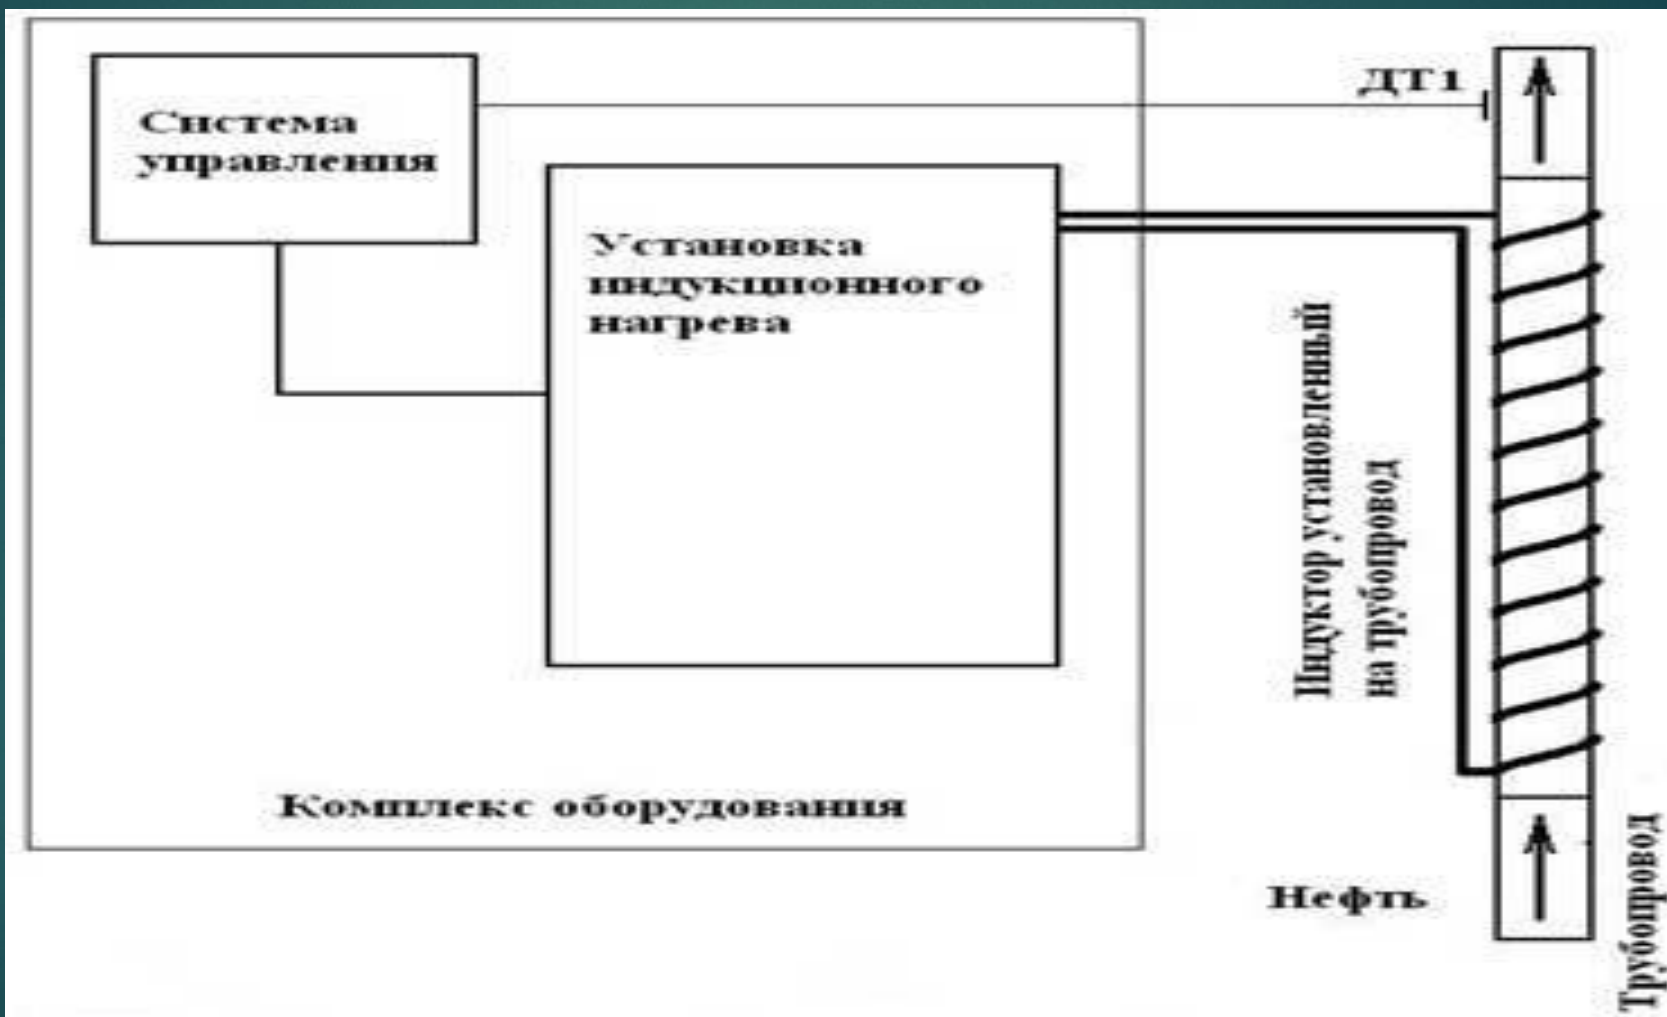 ДТ1
Система
управления
Установка
индукционного
нагрева
Индуктор установленный
на трубопровод
Комплекс оборудования
Нефть
Трубопровод